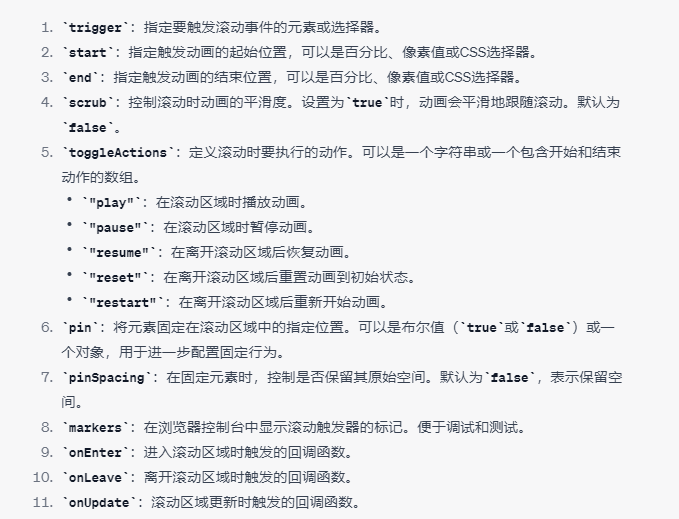 1. `trigger`：指定要触发滚动事件的元素或选择器。
2. `start`：指定触发动画的起始位置，可以是百分比、像素值或CSS选择器。
3. `end`：指定触发动画的结束位置，可以是百分比、像素值或CSS选择器。
4. `scrub`：控制滚动时动画的平滑度。设置为`true`时，动画会平滑地跟随滚动。默认为
`false`。
5. `toggleActions`：定义滚动时要执行的动作。可以是一个字符串或一个包含开始和结束
动作的数组。
• `"play"`：在滚动区域时播放动画。
• `"pause"`：在滚动区域时暂停动画。
• `"resume"`：在离开滚动区域后恢复动画。
• `"reset"`：在离开滚动区域后重置动画到初始状态。
• `"restart"`：在离开滚动区域后重新开始动画。
6. `pin`：将元素固定在滚动区域中的指定位置。可以是布尔值（`true`或`false`）或一
个对象，用于进一步配置固定行为。
7. `pinSpacing`：在固定元素时，控制是否保留其原始空间。默认为`false`，表示保留空
间。
8. `markers`：在浏览器控制台中显示滚动触发器的标记。便于调试和测试。
9. `onEnter`：进入滚动区域时触发的回调函数。
10. `onLeave`：离开滚动区域时触发的回调函数。
11. `onUpdate`：滚动区域更新时触发的回调函数。